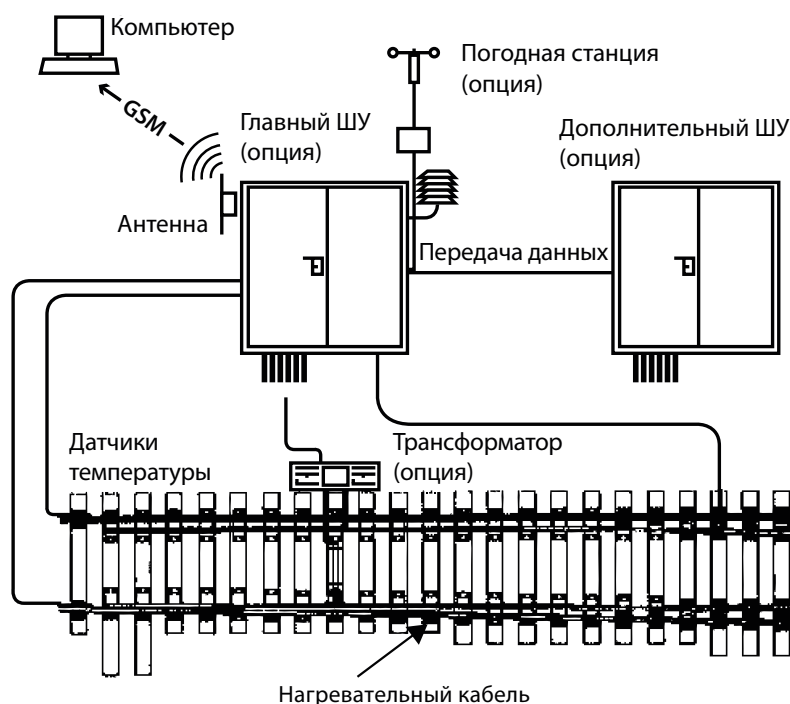 Компьютер
GSM
Антенна
Главный ШУ
(опция)
Погодная станция
(опция)
Дополнительный ШУ
(опция)
Передача данных
Датчики
температуры
Трансформатор
(опция)
Нагревательный кабель